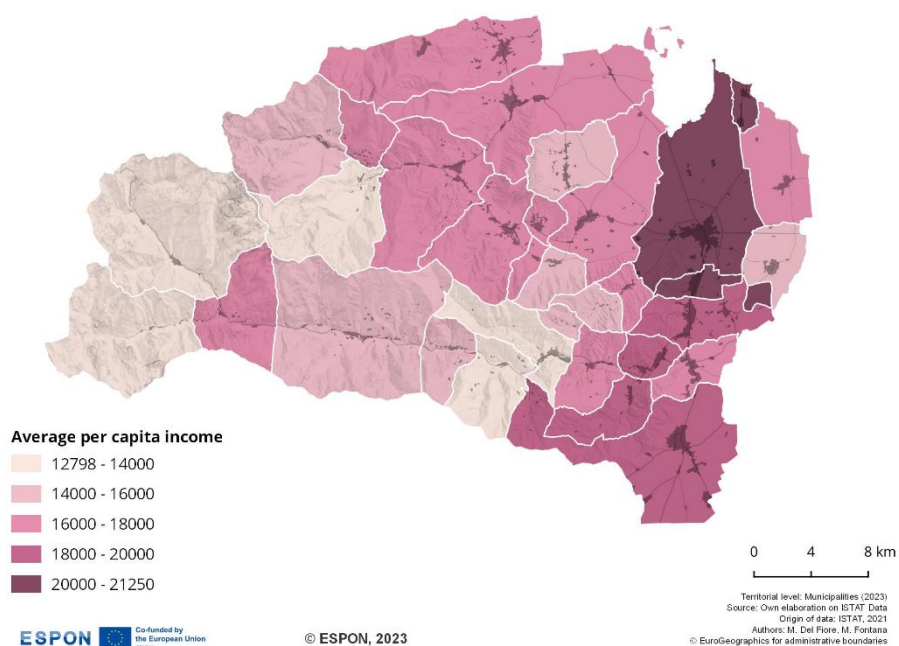 Average per capita income
12798 - 14000
14000 - 16000
16000 - 18000
18000 - 20000
20000 - 21250
0 4 8 km
Territorial level: Municipalities (2023)
Source: Own elaboration on ISTAT Data
Origin of data: ISTAT, 2021
Authors: M. Del Fiore, M. Fontana
© EuroGeographics for administrative boundaries
ESPON
Co-funded by
the European Union
© ESPON, 2023